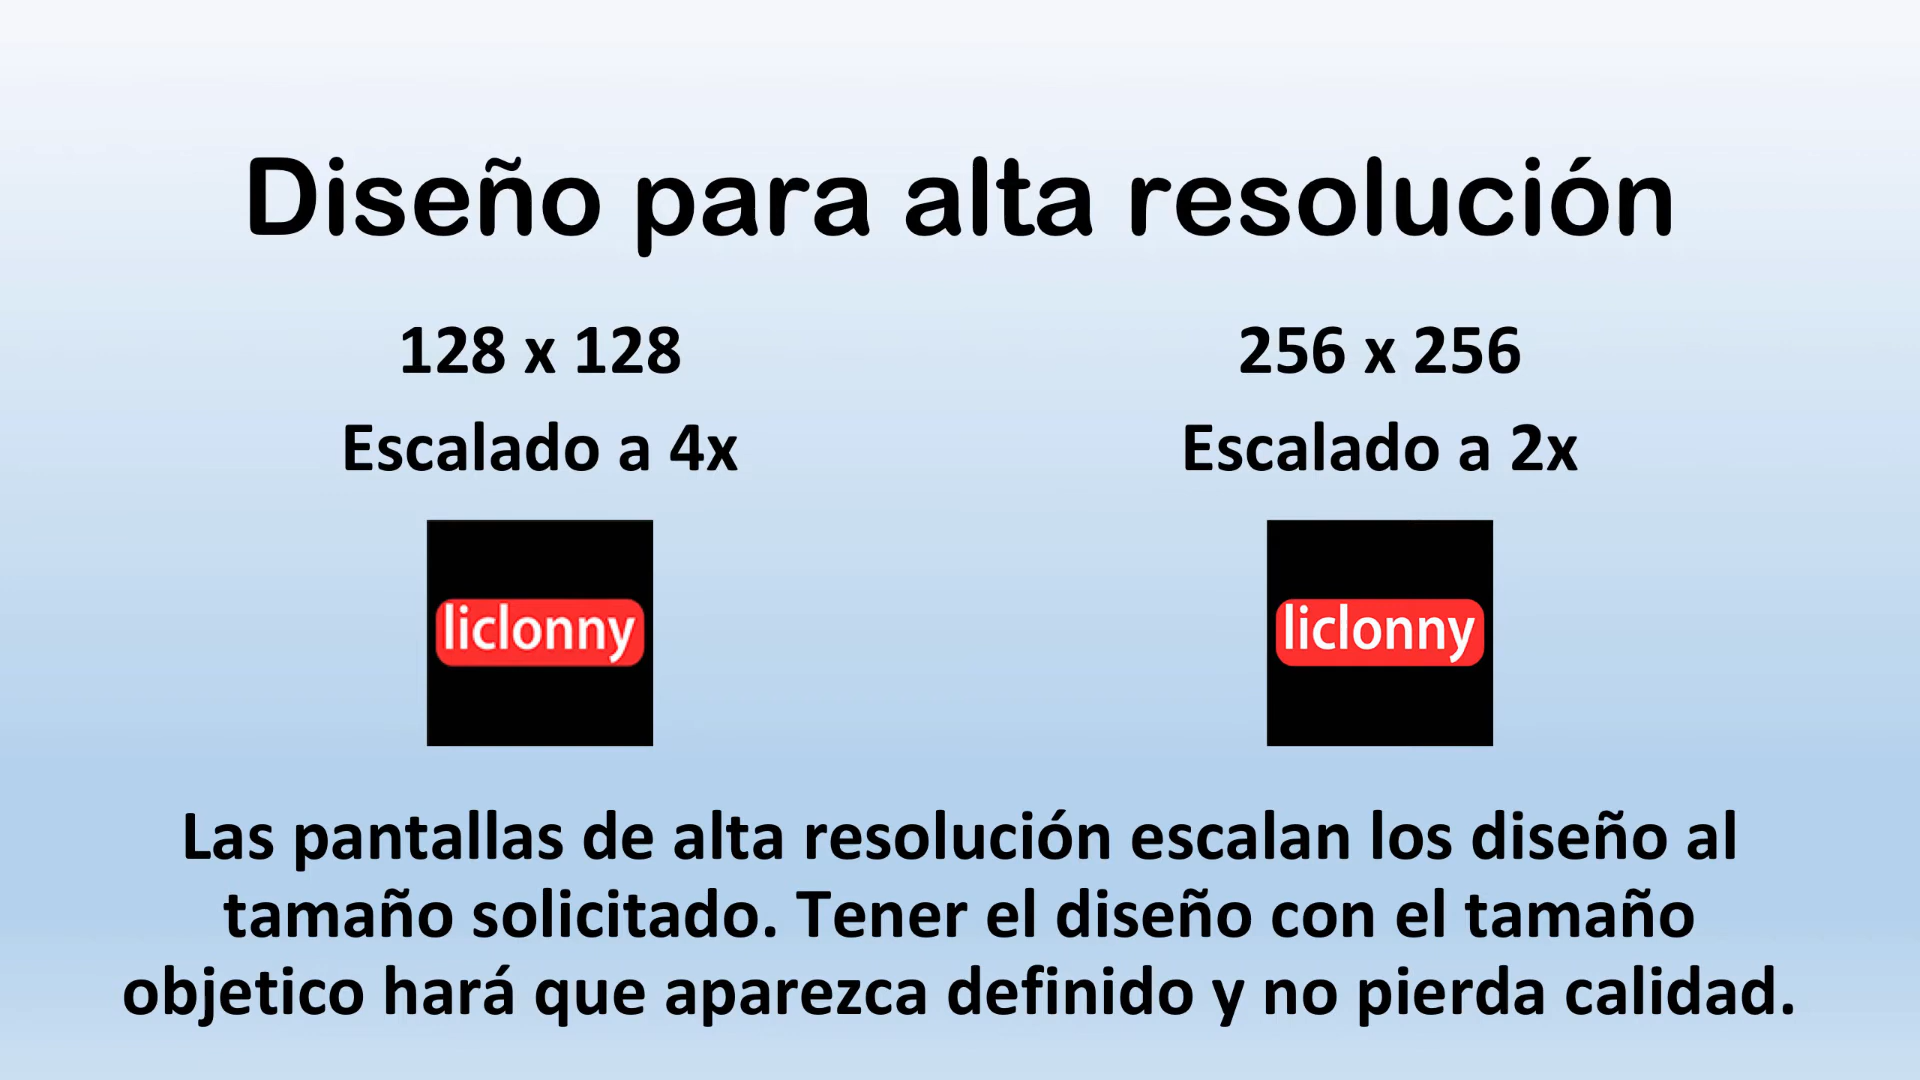 Diseño para alta resolución
128 x 128
Escalado a 4x
liclonny
256 x 256
Escalado a 2x
liclonny
Las pantallas de alta resolución escalan los diseño al
tamaño solicitado. Tener el diseño con el tamaño
objetico hará que aparezca definido y no pierda calidad.